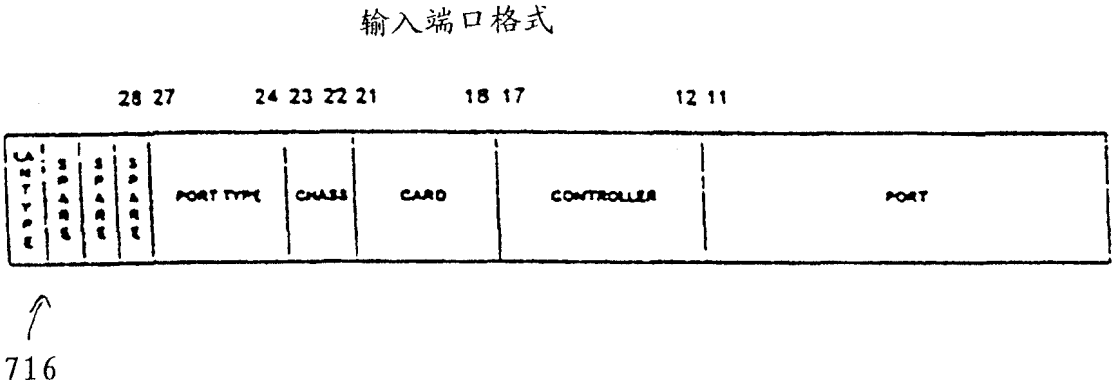 输入端口格式
28 27 24 23 22 21 18 17 12 11
LAN TYPE SPARE SPARE SPARE PORT TYPE CHASS CARD CONTROLLER PORT
716